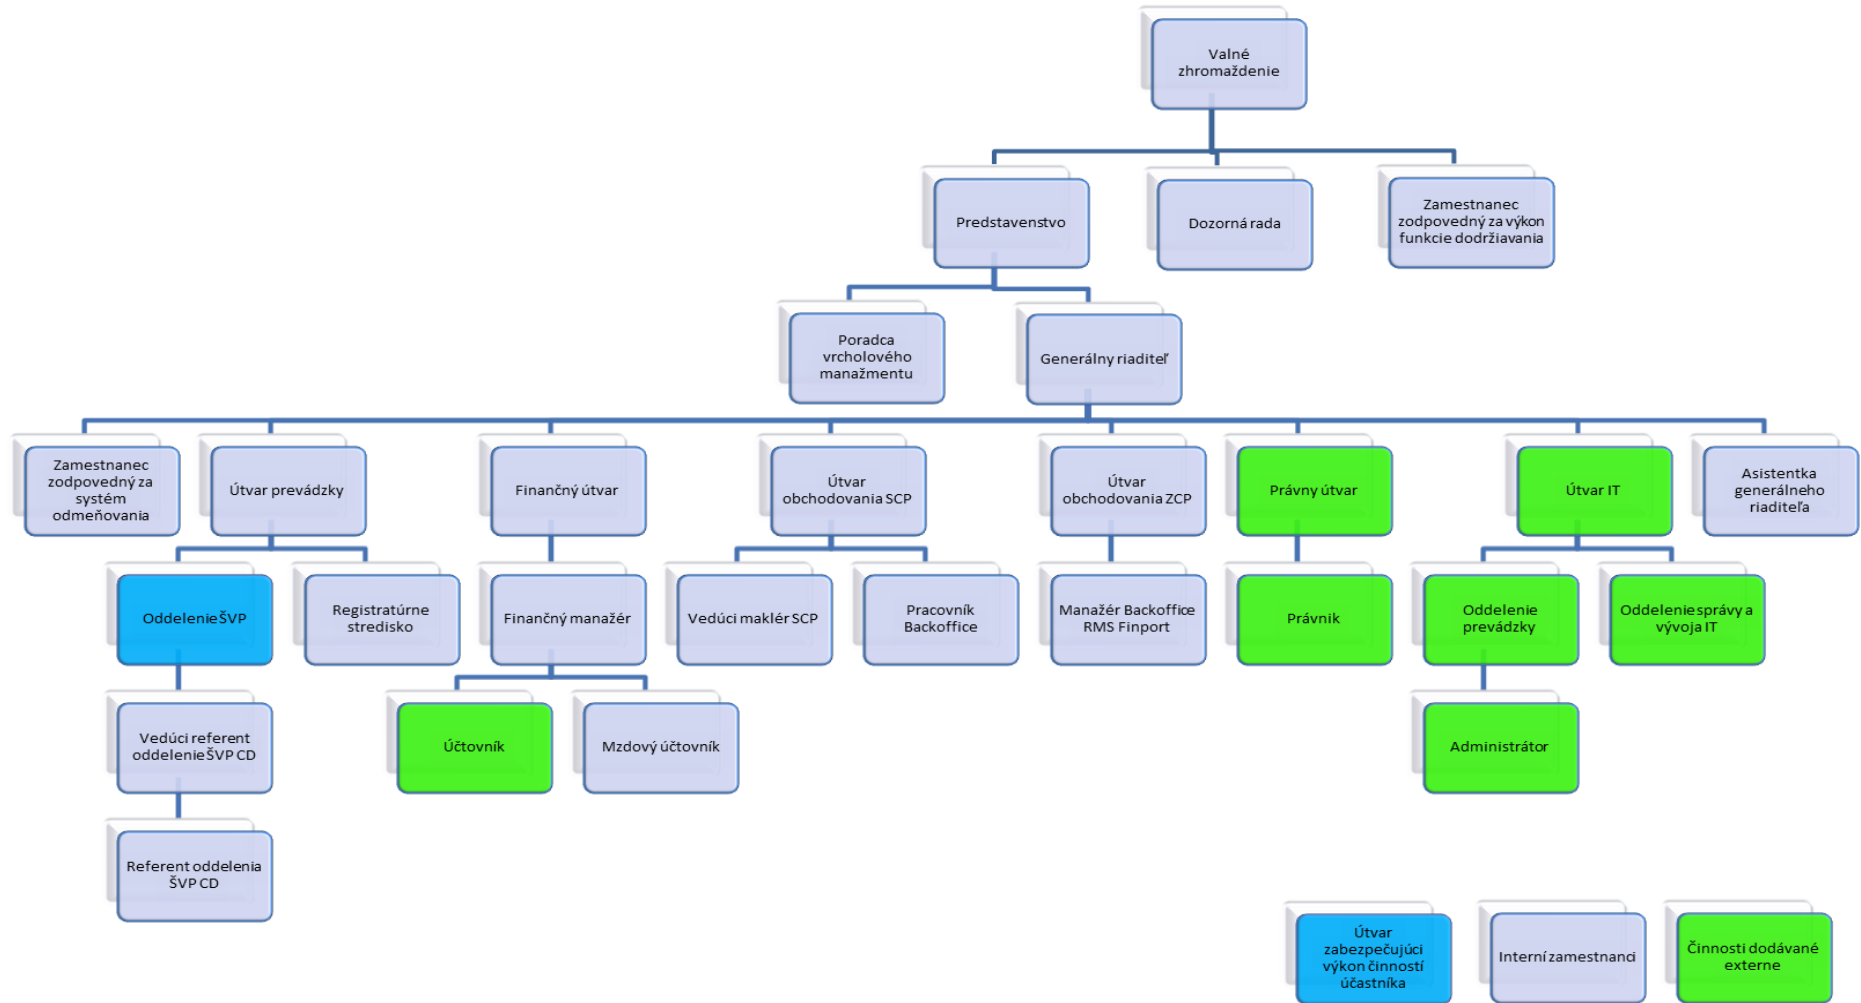 Valné
zhromaždenie
Predstavenstvo
Dozorná rada
Zamestnanec
zodpovedný za výkon
funkcie dodržiavania
Poradca
vrcholového
manažmentu
Generálny riaditeľ
Zamestnanec
zodpovedný za
systém
odmeňovania
Útvar prevádzky
Finančný útvar
Útvar
obchodovania SCP
Útvar
obchodovania ZCP
Právny útvar
Útvar IT
Asistentka
generálneho
riaditeľa
Oddelenie ŠVP
Registratúrne
stredisko
Finančný manažér
Vedúci maklér SCP
Pracovník
Backoffice
Manažér Backoffice
RMS Finport
Právnik
Oddelenie
prevádzky
Oddelenie správy a
vývoja IT
Vedúci referent
oddelenie ŠVP CD
Účtovník
Mzdový účtovník
Administrátor
Referent oddelenia
ŠVP CD
Útvar
zabezpečujúci
výkon činností
účastníka
Interní zamestnanci
Činnosti dodávané
externe